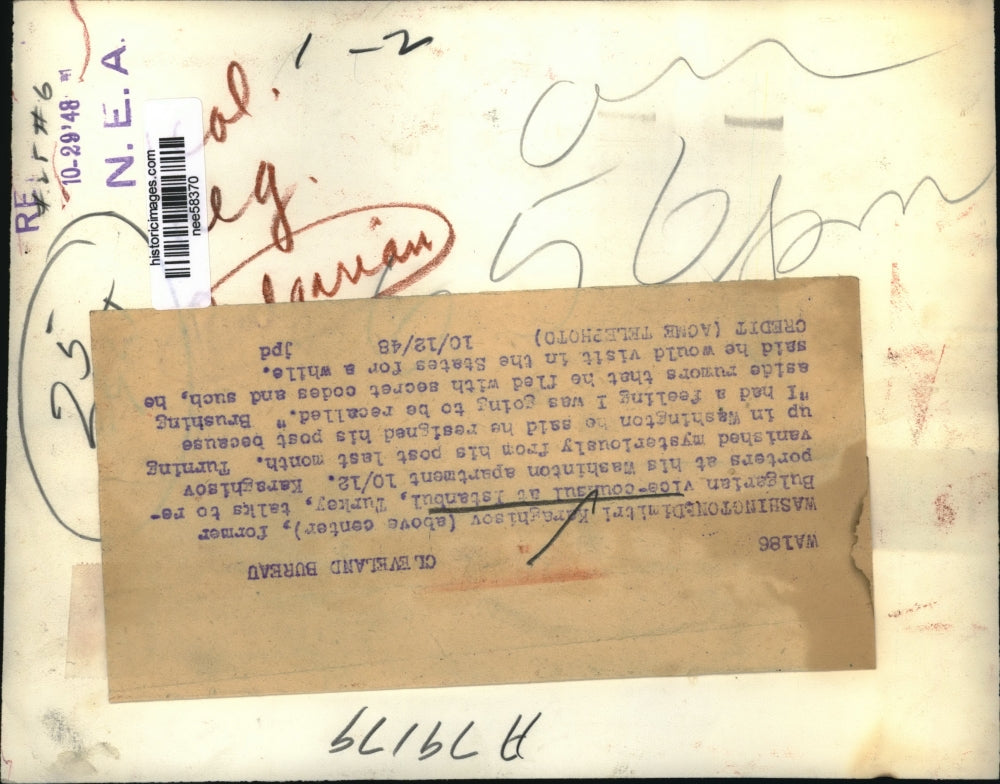 1-2
RE
#LT #6
10-29'48
N. E. A.
historicimages.com
nee58370
25
WA186 CLEVELAND BUREAU
WASHINGTON:Dimitri Karaghisov (above center), former
Bulgarian vice-counsul at Istanbul, Turkey, talks to re-
porters at his Washinton apartment 10/12. Karaghisov
vanished mysteriously from his post last month. Turning
up in Washington he said he resigned his post because
"I had a feeling I was going to be recalled." Brushing
aside rumors that he fled with secret codes and such, he
said he would visit in the States for a while.
CREDIT (ACME TELEPHOTO) 10/12/48 jpd
A79179